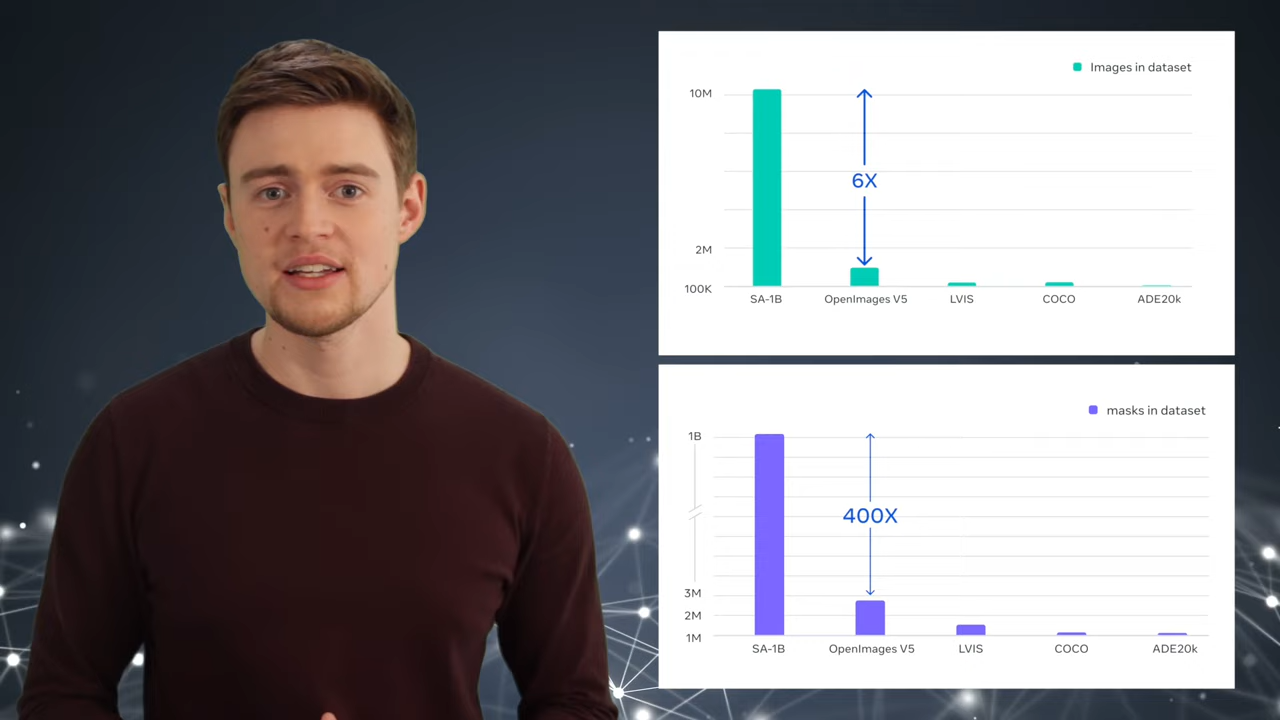 Images in dataset
10M
6X
2M
100K
SA-1B OpenImages V5 LVIS COCO ADE20k
masks in dataset
1B
400X
3M
2M
1M
SA-1B OpenImages V5 LVIS COCO ADE20k